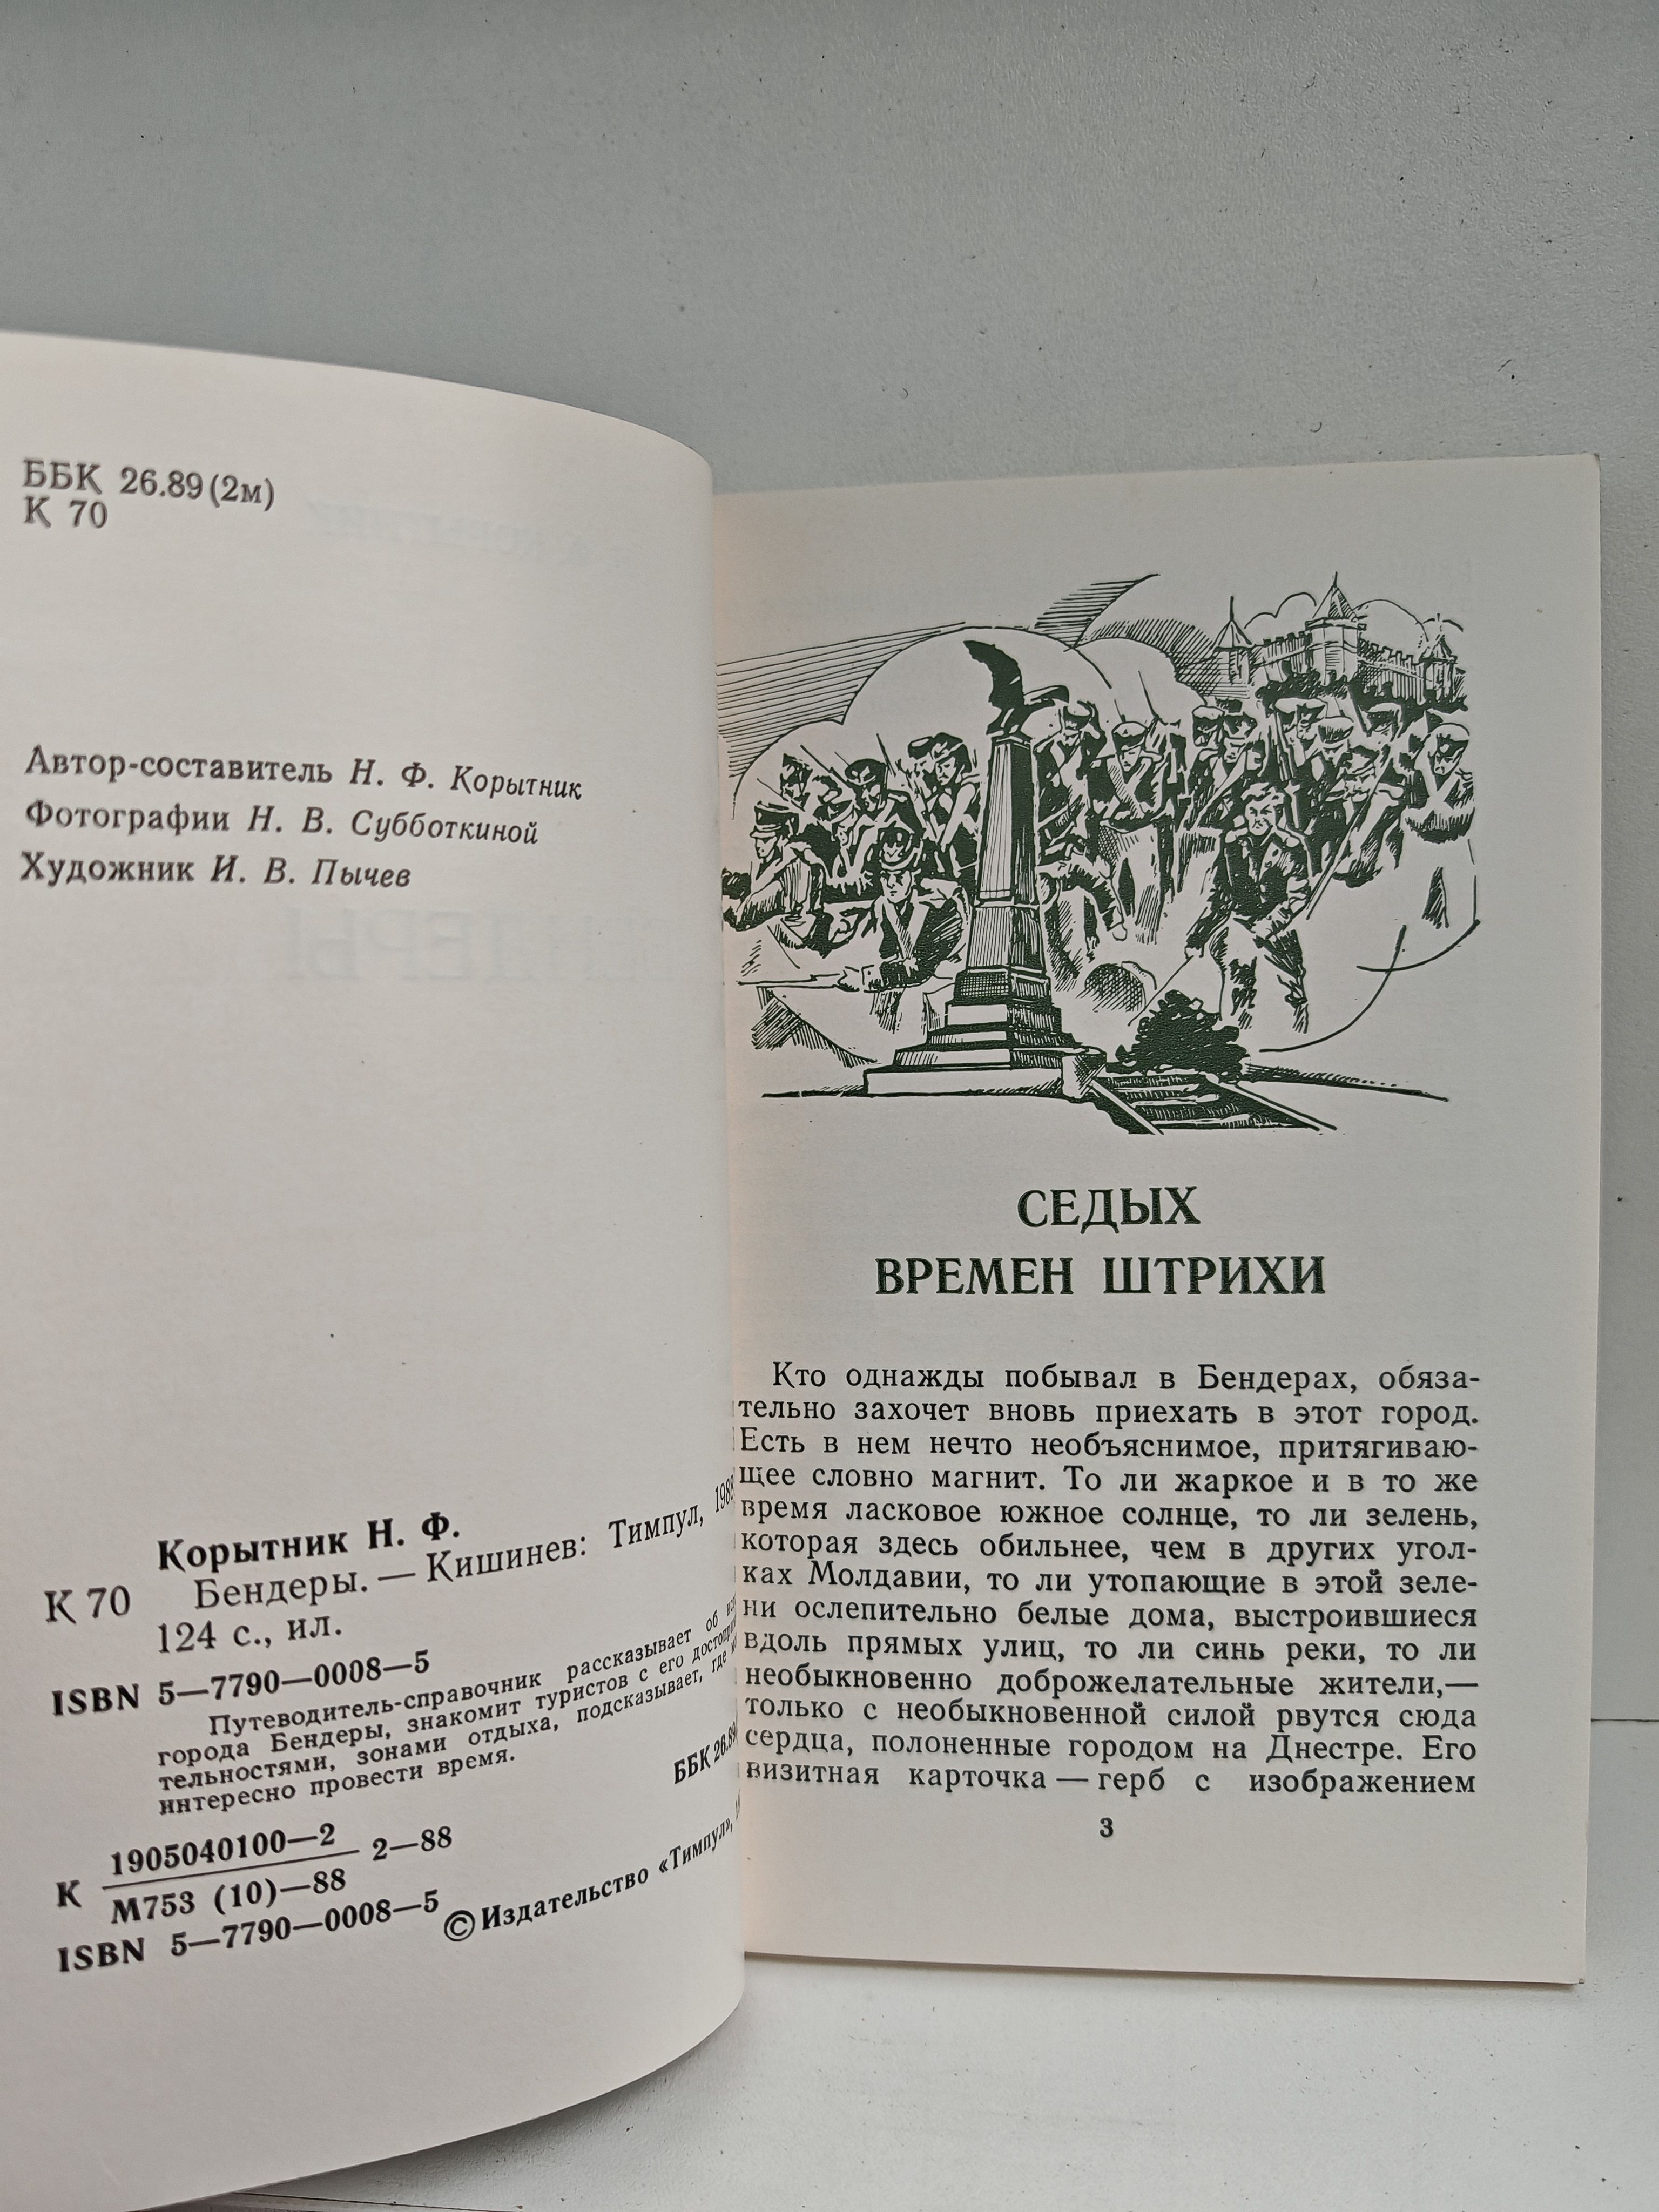 ББК 26.89(2м)
К 70
Автор-составитель Н. Ф. Корытник
Фотографии Н. В. Субботкиной
Художник И. В. Пычев
Корытник Н. Ф.
К 70 Бендеры. — Кишинев: Тимпул, 1988
124 с., ил.
ISBN 5—7790—0008—5
Путеводитель-справочник рассказывает об
города Бендеры, знакомит туристов с его
тельностями, зонами отдыха, подсказывает, где
интересно провести время.
ББК 26.89
К 1905040100—2 2—88
М753 (10)—88
ISBN 5—7790—0008—5
© Издательство «Тимпул»,
СЕДЫХ
ВРЕМЕН ШТРИХИ
Кто однажды побывал в Бендерах, обяза-
тельно захочет вновь приехать в этот город.
Есть в нем нечто необъяснимое, притягиваю-
щее словно магнит. То ли жаркое и в то же
время ласковое южное солнце, то ли зелень,
которая здесь обильнее, чем в других угол-
ках Молдавии, то ли утопающие в этой зеле-
ни ослепительно белые дома, выстроившиеся
вдоль прямых улиц, то ли синь реки, то ли
необыкновенно доброжелательные жители,—
только с необыкновенной силой рвутся сюда
сердца, полоненные городом на Днестре. Его
визитная карточка — герб с изображением
3